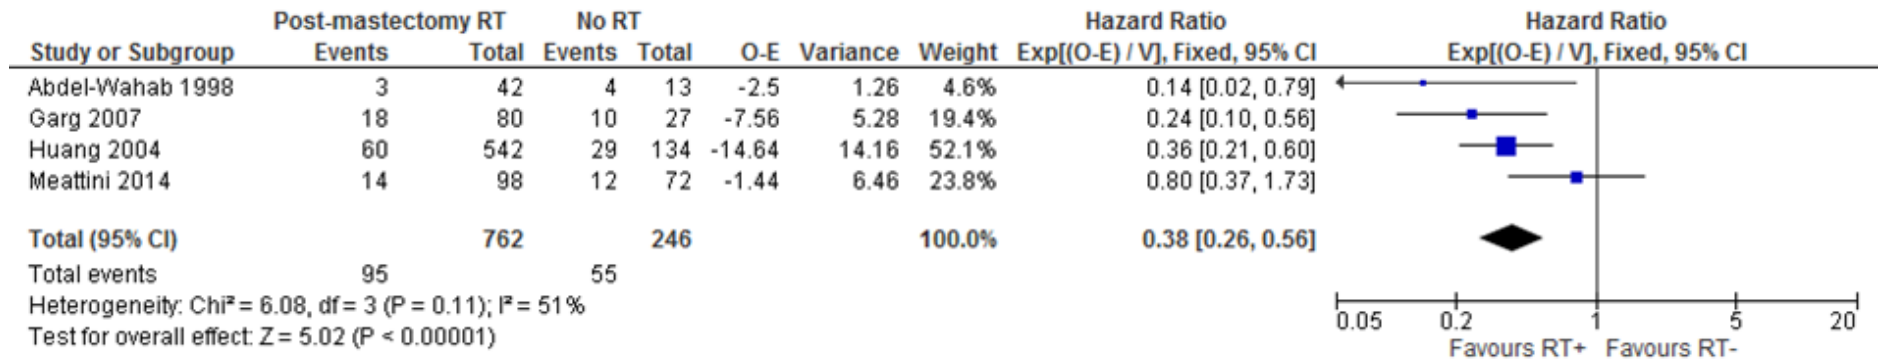 Post-mastectomy RT No RT Hazard Ratio Hazard Ratio
Study or Subgroup Events Total Events Total O-E Variance Weight Exp[(O-E) / V], Fixed, 95% CI Exp[(O-E) / V], Fixed, 95% CI
Abdel-Wahab 1998 3 42 4 13 -2.5 1.26 4.6% 0.14 [0.02, 0.79]
Garg 2007 18 80 10 27 -7.56 5.28 19.4% 0.24 [0.10, 0.56]
Huang 2004 60 542 29 134 -14.64 14.16 52.1% 0.36 [0.21, 0.60]
Meattini 2014 14 98 12 72 -1.44 6.46 23.8% 0.80 [0.37, 1.73]
Total (95% CI) 762 246 100.0% 0.38 [0.26, 0.56]
Total events 95 55
Heterogeneity: Chi² = 6.08, df = 3 (P = 0.11); I² = 51%
Test for overall effect: Z = 5.02 (P < 0.00001)
0.05 0.2 1 5 20
Favours RT+ Favours RT-